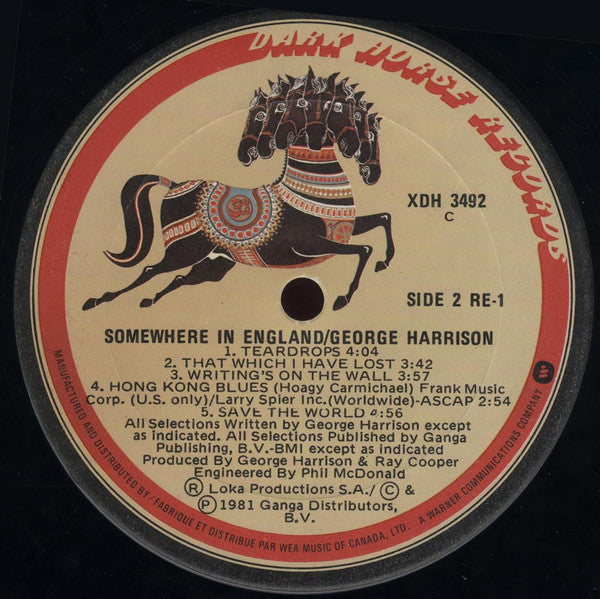 DARK HORSE RECORDS
XDH 3492
C
SIDE 2 RE-1
SOMEWHERE IN ENGLAND/GEORGE HARRISON
1. TEARDROPS 4:04
2. THAT WHICH I HAVE LOST 3:42
3. WRITING'S ON THE WALL 3:57
4. HONG KONG BLUES (Hoagy Carmichael) Frank Music
Corp. (U.S. only)/Larry Spier Inc.(Worldwide)-ASCAP 2:54
5. SAVE THE WORLD :56
All Selections Written by George Harrison except
as indicated. All Selections Published by Ganga
Publishing, B.V.-BMI except as indicated
Produced By George Harrison & Ray Cooper
Engineered By Phil McDonald
Ⓡ Loka Productions S.A./ © &
Ⓟ 1981 Ganga Distributors,
B.V.
MANUFACTURED AND DISTRIBUTED BY/FABRIQUE ET DISTRIBUE PAR WEA MUSIC OF CANADA, LTD. A WARNER COMMUNICATIONS COMPANY